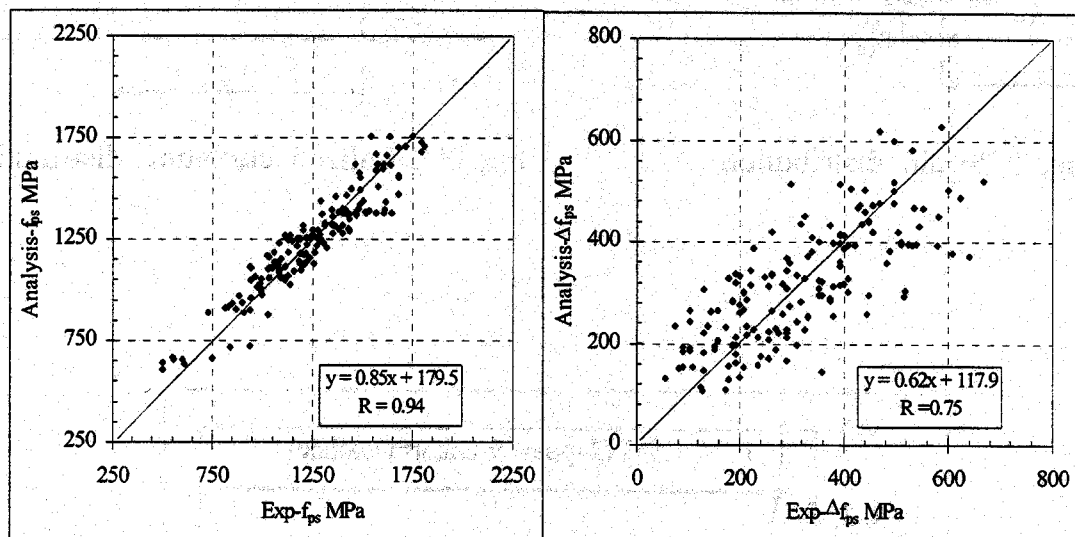 2250
1750
1250
750
250
250 750 1250 1750 2250
Analysis-fps MPa
Exp-fps MPa
y = 0.85x + 179.5
R = 0.94
800
600
400
200
0
0 200 400 600 800
Analysis-Δfps MPa
Exp-Δfps MPa
y = 0.62x + 117.9
R = 0.75